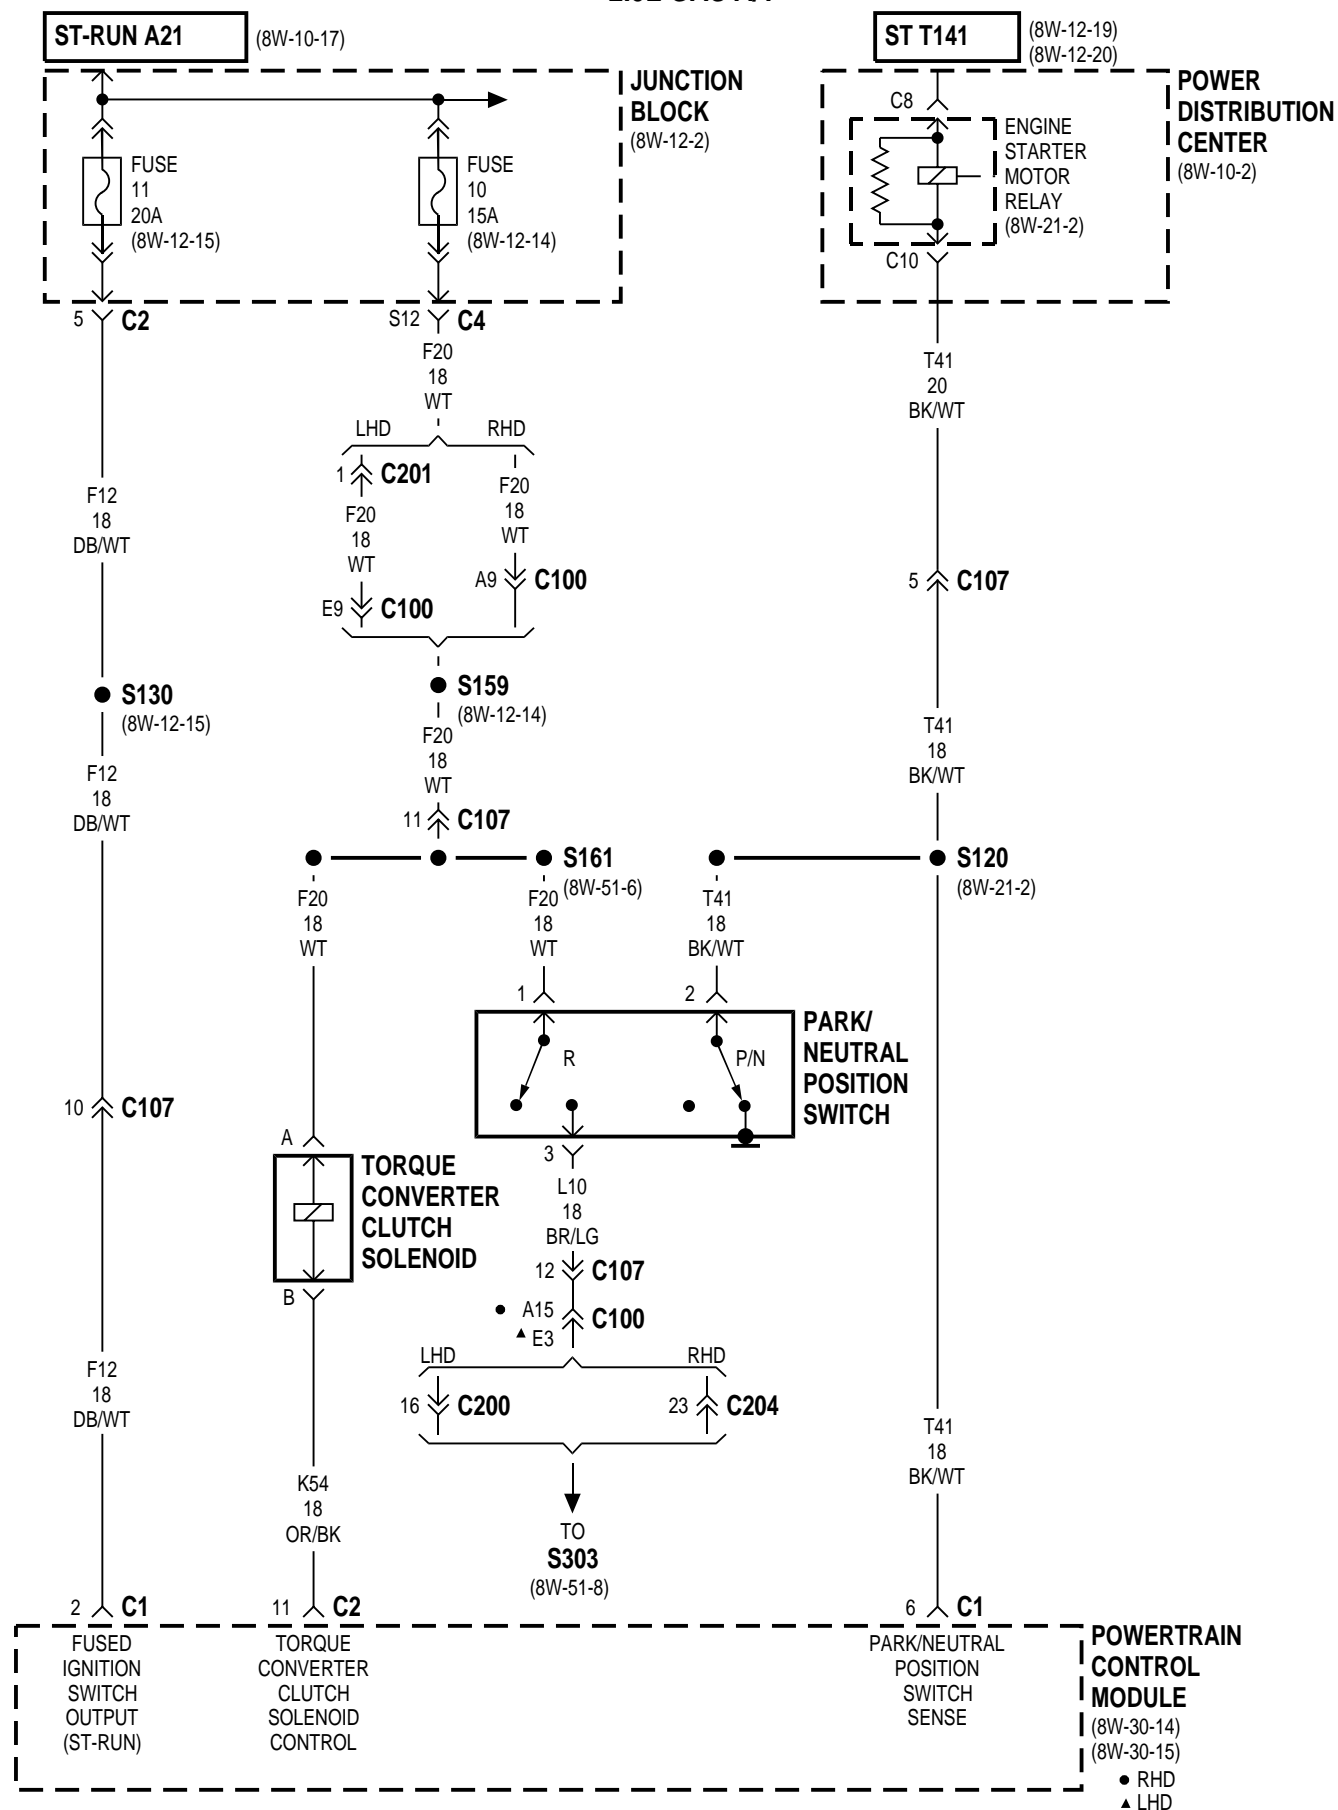 ST-RUN A21
(8W-10-17)
ST T141
(8W-12-19)
(8W-12-20)
JUNCTION
BLOCK
(8W-12-2)
POWER
DISTRIBUTION
CENTER
(8W-10-2)
C8
ENGINE
STARTER
MOTOR
RELAY
(8W-21-2)
C10
FUSE
11
20A
(8W-12-15)
FUSE
10
15A
(8W-12-14)
5 C2
S12 C4
F20
18
WT
T41
20
BK/WT
LHD RHD
1 C201
F20
18
WT
F20
18
WT
F12
18
DB/WT
A9 C100
E9 C100
5 C107
S130
(8W-12-15)
S159
(8W-12-14)
F20
18
WT
T41
18
BK/WT
F12
18
DB/WT
11 C107
S161
(8W-51-6)
S120
(8W-21-2)
F20
18
WT
F20
18
WT
T41
18
BK/WT
1 2
PARK/
NEUTRAL
POSITION
SWITCH
R P/N
10 C107
A
TORQUE
CONVERTER
CLUTCH
SOLENOID
B
3
L10
18
BR/LG
12 C107
● A15
▲ E3
C100
LHD RHD
16 C200
23 C204
F12
18
DB/WT
T41
18
BK/WT
K54
18
OR/BK
TO
S303
(8W-51-8)
2 C1
11 C2
6 C1
FUSED
IGNITION
SWITCH
OUTPUT
(ST-RUN)
TORQUE
CONVERTER
CLUTCH
SOLENOID
CONTROL
PARK/NEUTRAL
POSITION
SWITCH
SENSE
POWERTRAIN
CONTROL
MODULE
(8W-30-14)
(8W-30-15)
● RHD
▲ LHD